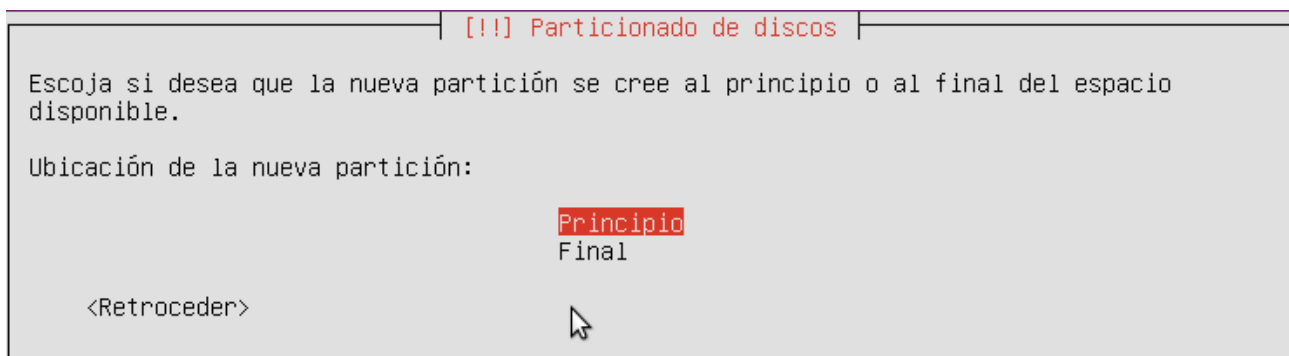 [!!] Particionado de discos
Escoja si desea que la nueva partición se cree al principio o al final del espacio
disponible.
Ubicación de la nueva partición:
Principio
Final
<Retroceder>